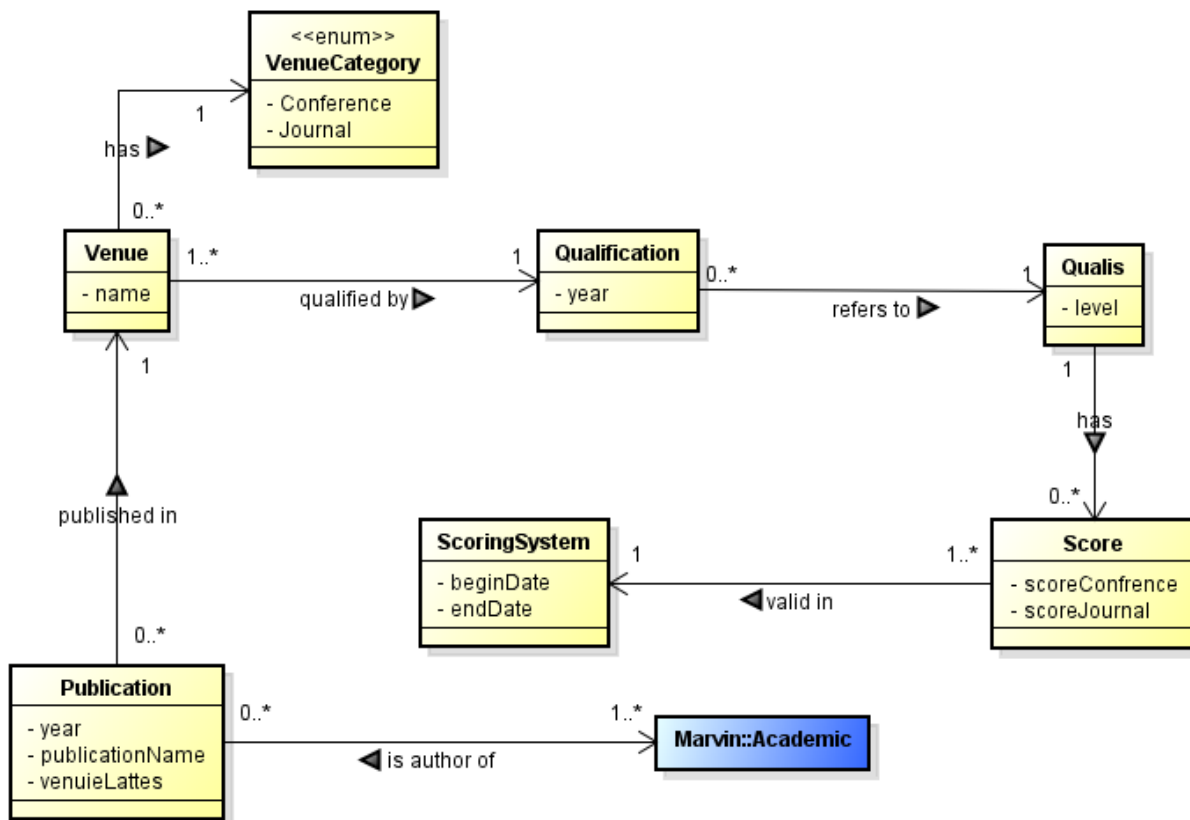 <<enum>>
VenueCategory
- Conference
- Journal
1
has
0..*
Venue
- name
1..*
qualified by
1
Qualification
- year
0..*
refers to
1
Qualis
- level
1
1
has
0..*
published in
ScoringSystem
- beginDate
- endDate
1
valid in
1..*
Score
- scoreConfrence
- scoreJournal
0..*
Publication
- year
- publicationName
- venuieLattes
0..*
is author of
1..*
Marvin::Academic